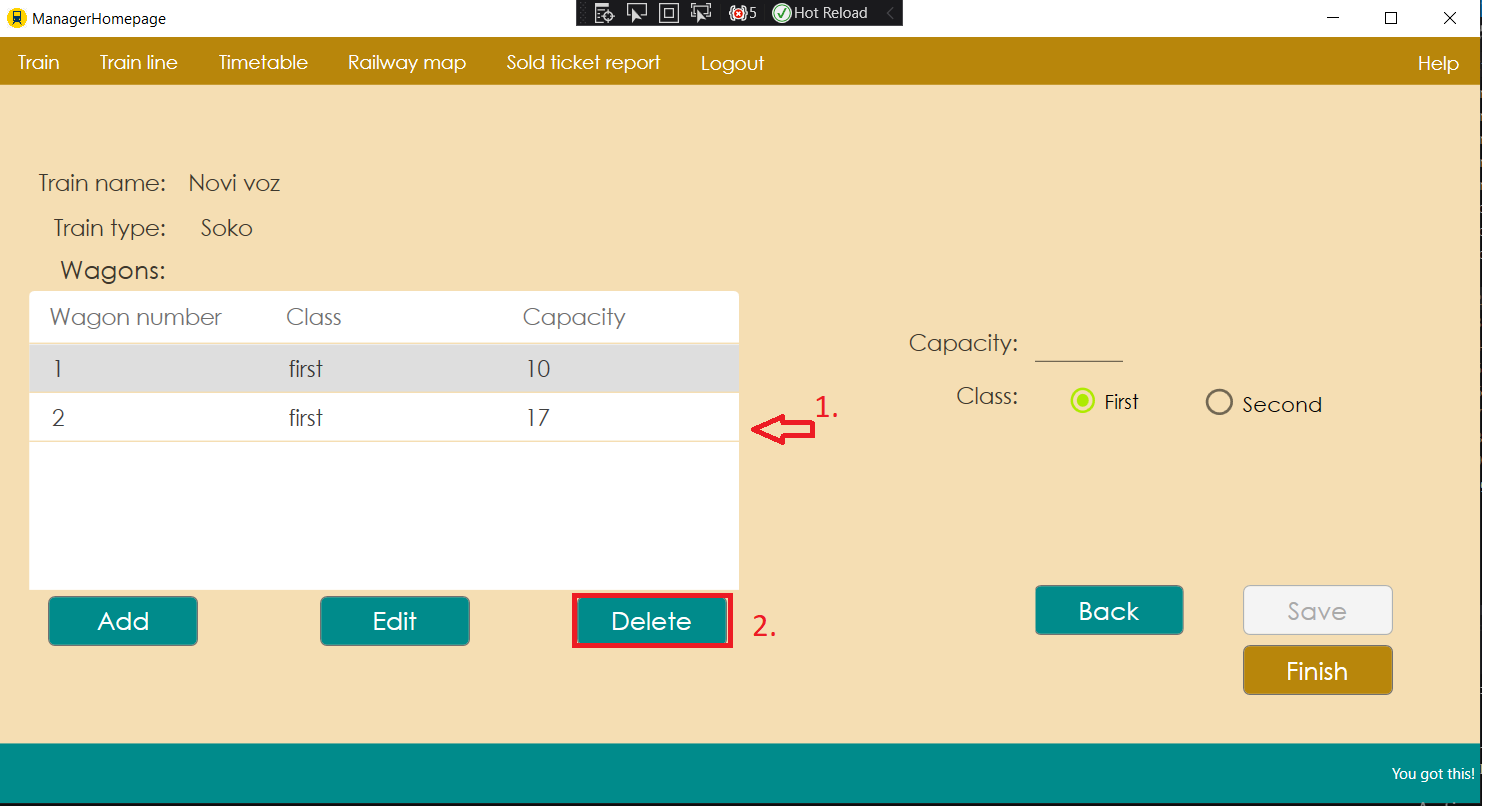 ManagerHomepage
5 Hot Reload
Train Train line Timetable Railway map Sold ticket report Logout Help
Train name: Novi voz
Train type: Soko
Wagons:
Wagon number Class Capacity
1 first 10
2 first 17
1.
Capacity:
Class: First Second
Add Edit Delete
2.
Back Save
Finish
You got this!